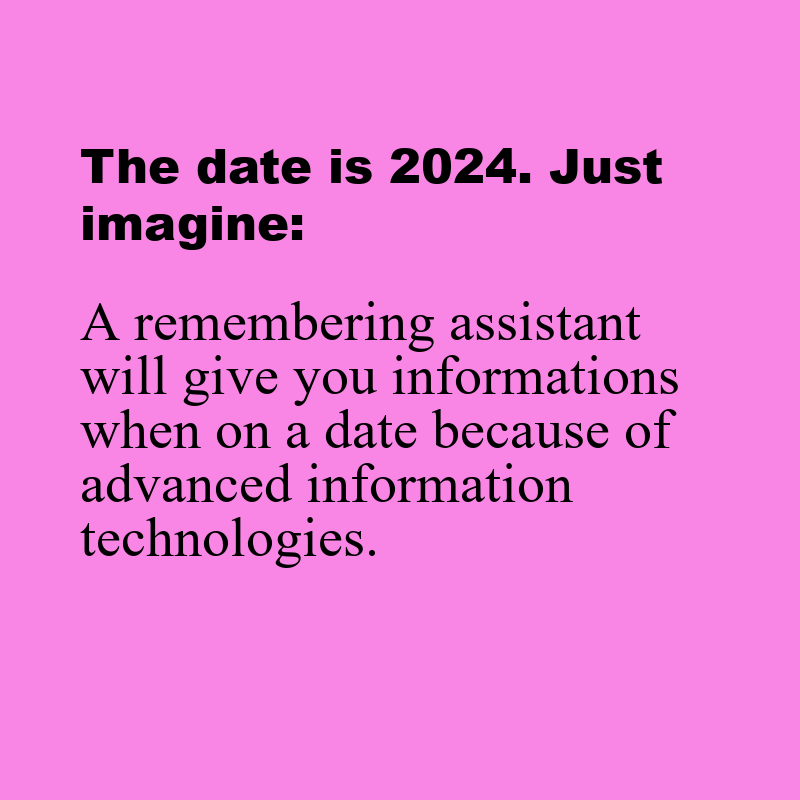 The date is 2024. Just
imagine:
A remembering assistant
will give you informations
when on a date because of
advanced information
technologies.